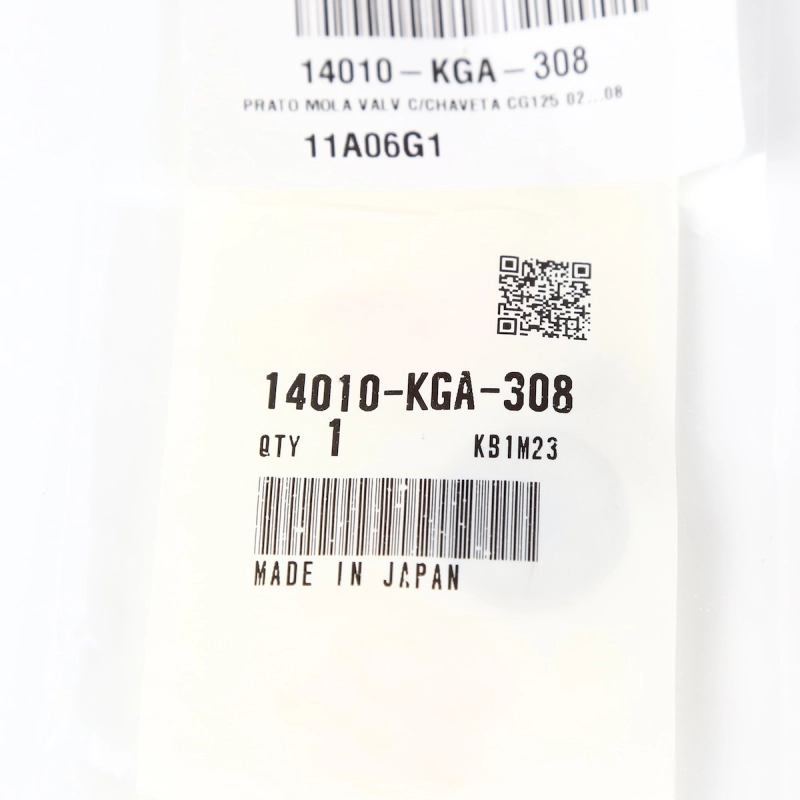 14010-KGA-308
PRATO MOLA VALV C/CHAVETA CG125 02...08
11A06G1
14010-KGA-308
QTY 1 KB1M23
MADE IN JAPAN